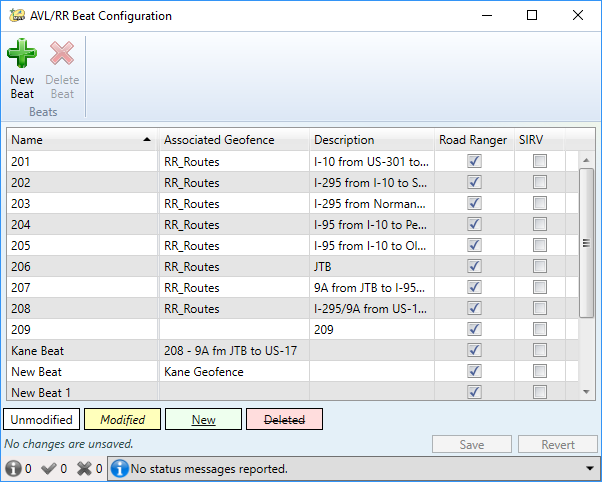 AVL/RR Beat Configuration
New Beat
Delete Beat
Beats
Name Associated Geofence Description Road Ranger SIRV
201 RR_Routes I-10 from US-301 to...
202 RR_Routes I-295 from I-10 to S...
203 RR_Routes I-295 from Norman...
204 RR_Routes I-95 from I-10 to Pe...
205 RR_Routes I-95 from I-10 to Ol...
206 RR_Routes JTB
207 RR_Routes 9A from JTB to I-95...
208 RR_Routes I-295/9A from US-1...
209 209
Kane Beat 208 - 9A fm JTB to US-17
New Beat Kane Geofence
New Beat 1
Unmodified Modified New Deleted
No changes are unsaved. Save Revert
0 0 0 No status messages reported.